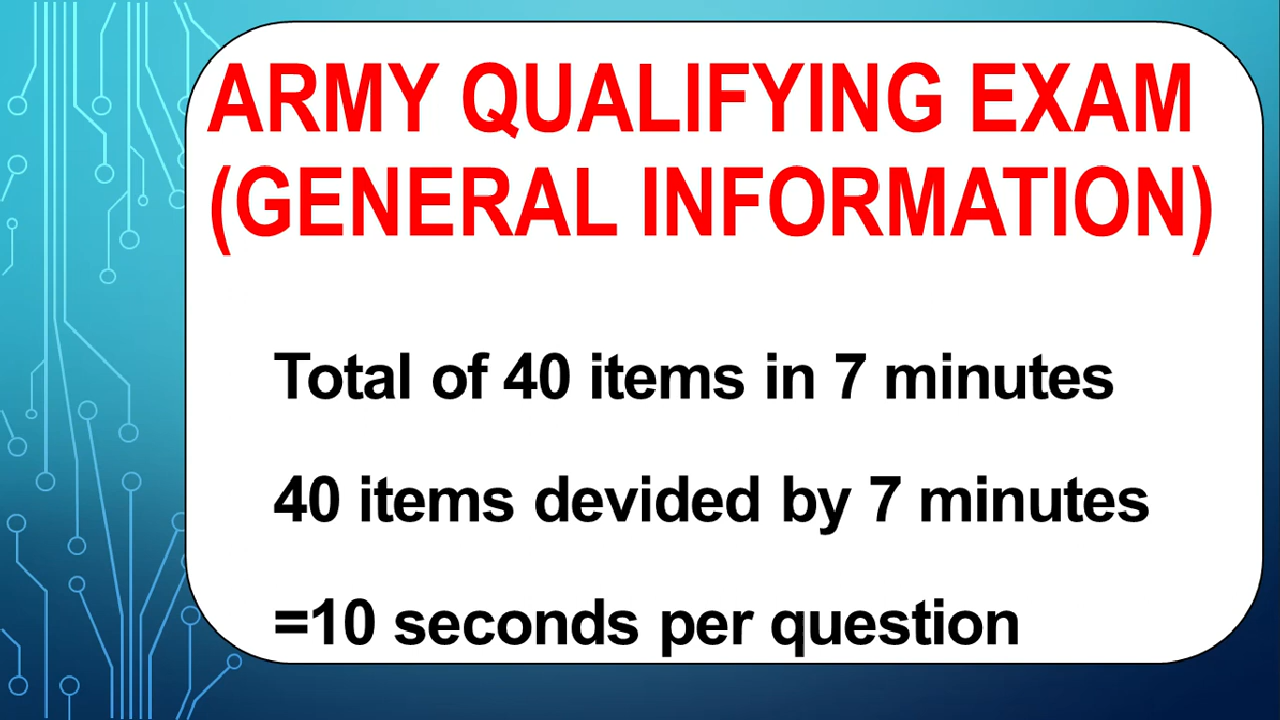 ARMY QUALIFYING EXAM
(GENERAL INFORMATION)
Total of 40 items in 7 minutes
40 items devided by 7 minutes
=10 seconds per question